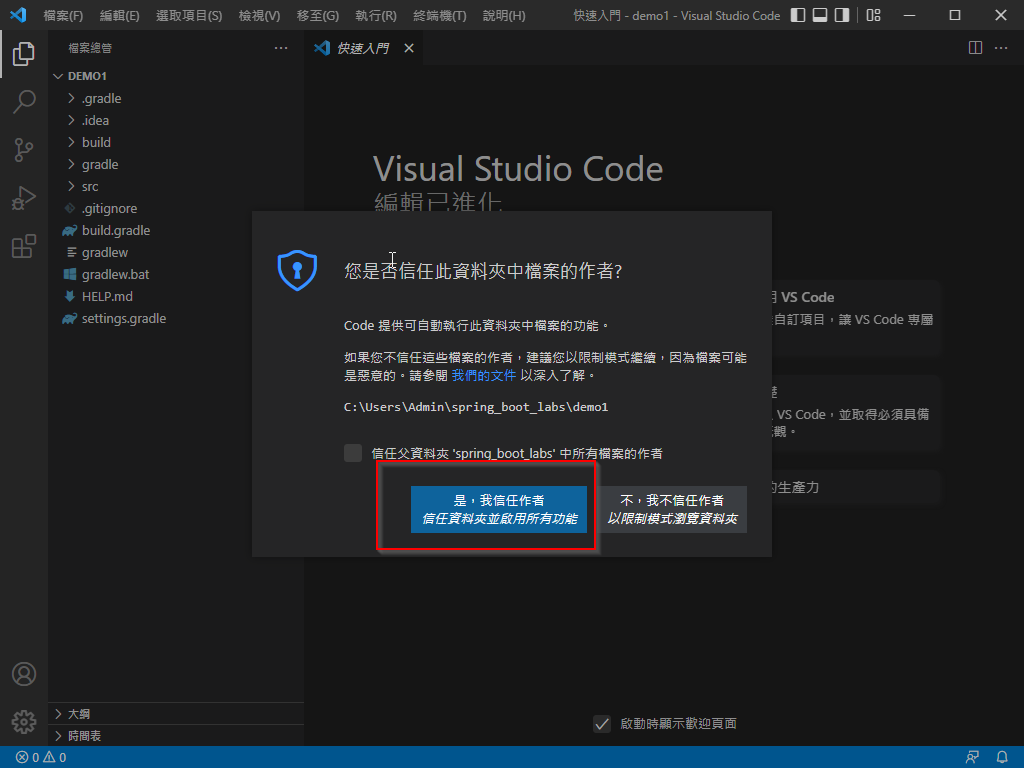 檔案(F) 編輯(E) 選取項目(S) 檢視(V) 移至(G) 執行(R) 終端機(T) 說明(H) 快速入門 - demo1 - Visual Studio Code
檔案總管
快速入門
DEMO1
.gradle
.idea
build
gradle
src
.gitignore
build.gradle
gradlew
gradlew.bat
HELP.md
settings.gradle
Visual Studio Code
編輯已進化
您是否信任此資料夾中檔案的作者?
Code 提供可自動執行此資料夾中檔案的功能。
如果您不信任這些檔案的作者，建議您以限制模式繼續，因為檔案可能
是惡意的。請參閱 我們的文件 以深入了解。
C:\Users\Admin\spring_boot_labs\demo1
信任父資料夾 'spring_boot_labs' 中所有檔案的作者
是，我信任作者
信任資料夾並啟用所有功能
不，我不信任作者
以限制模式瀏覽資料夾
VS Code
自訂項目，讓 VS Code 專屬
VS Code，並取得必須具備
觀。
的生產力
啟動時顯示歡迎頁面
大綱
時間表
0 0